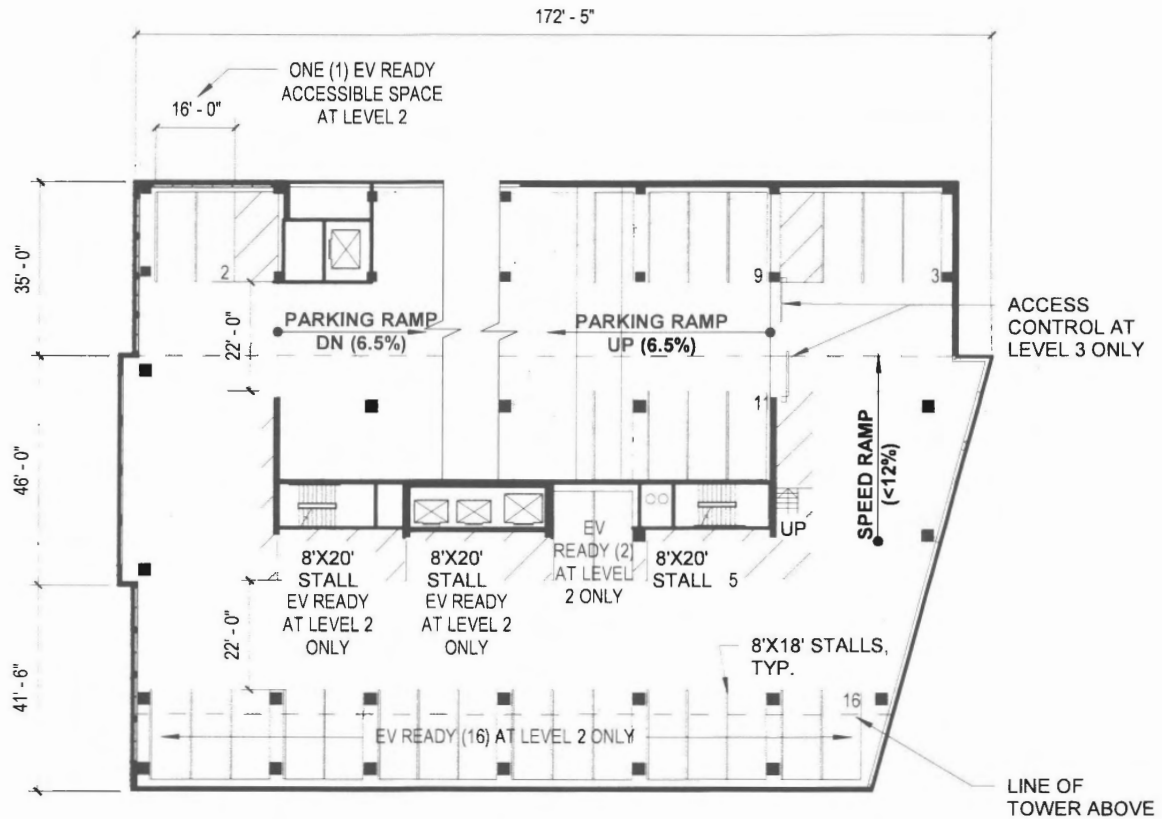 172' - 5"
ONE (1) EV READY
ACCESSIBLE SPACE
AT LEVEL 2
16' - 0"
35' - 0"
2
9
3
ACCESS
CONTROL AT
LEVEL 3 ONLY
PARKING RAMP
DN (6.5%)
PARKING RAMP
UP (6.5%)
22' - 0"
11
SPEED RAMP
(<12%)
46' - 0"
UP
8'X20'
STALL
EV READY
AT LEVEL 2
ONLY
8'X20'
STALL
EV READY
AT LEVEL 2
ONLY
EV
READY (2)
AT LEVEL
2 ONLY
8'X20'
STALL 5
22' - 0"
8'X18' STALLS,
TYP.
41' - 6"
16
EV READY (16) AT LEVEL 2 ONLY
LINE OF
TOWER ABOVE